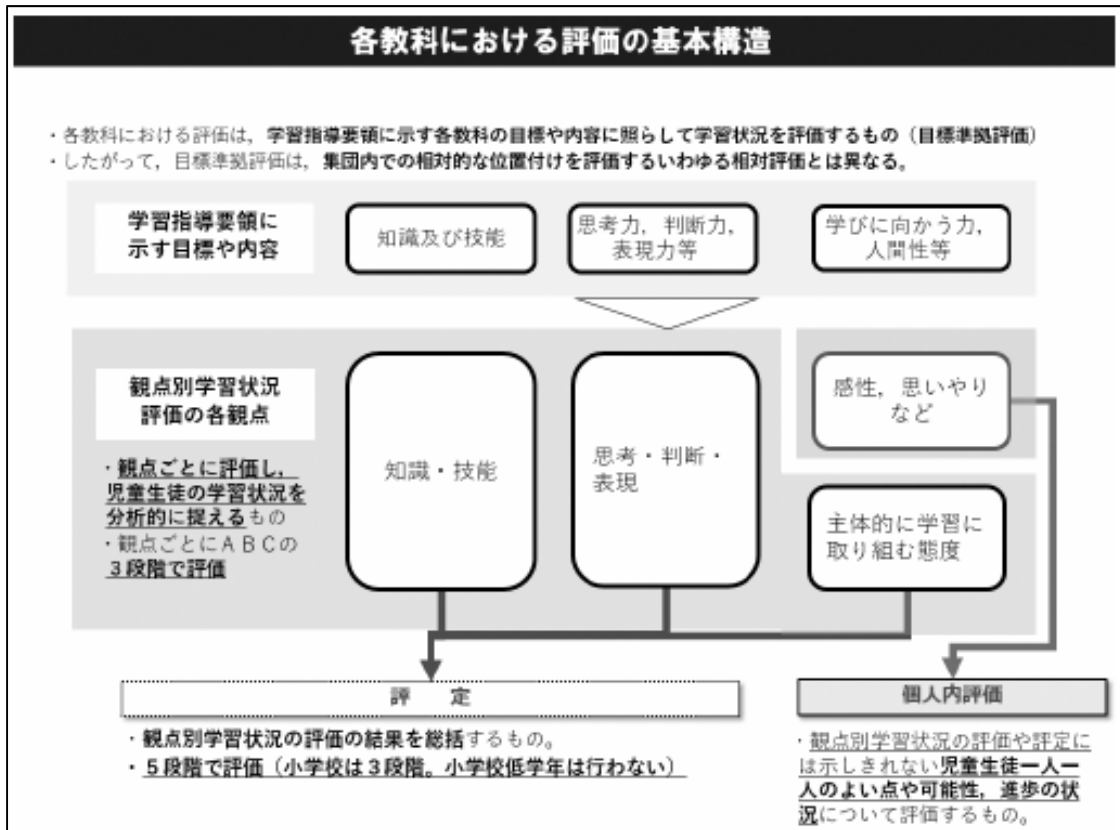 各教科における評価の基本構造
・各教科における評価は，学習指導要領に示す各教科の目標や内容に照らして学習状況を評価するもの（目標準拠評価）
・したがって，目標準拠評価は，集団内での相対的な位置付けを評価するいわゆる相対評価とは異なる。
学習指導要領に
示す目標や内容
知識及び技能
思考力，判断力，
表現力等
学びに向かう力，
人間性等
観点別学習状況
評価の各観点
・観点ごとに評価し，
児童生徒の学習状況を
分析的に捉えるもの
・観点ごとにＡＢＣの
３段階で評価
知識・技能
思考・判断・
表現
感性，思いやり
など
主体的に学習に
取り組む態度
評　定
・観点別学習状況の評価の結果を総括するもの。
・５段階で評価（小学校は３段階。小学校低学年は行わない）
個人内評価
・観点別学習状況の評価や評定に
は示しきれない児童生徒一人一
人のよい点や可能性，進歩の状
況について評価するもの。